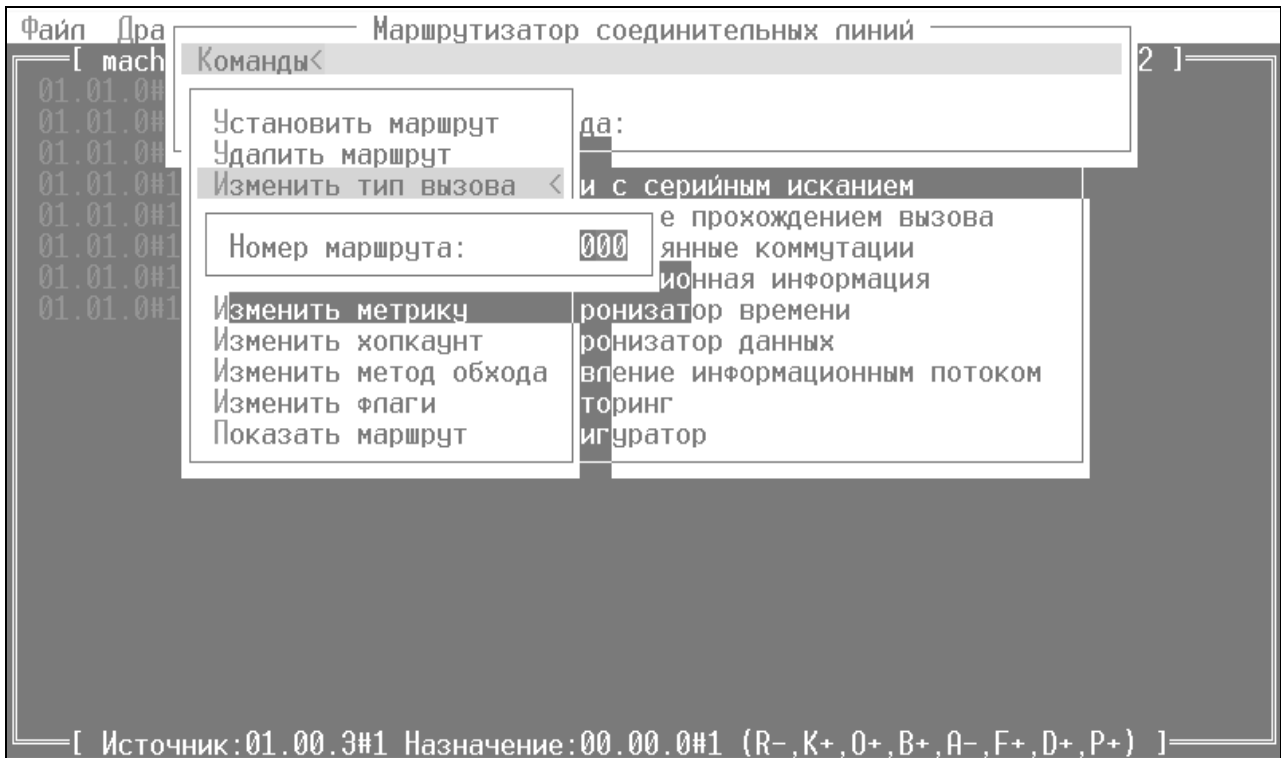 Файл Дра
Маршрутизатор соединительных линий
[ mach
Команды<
2 ]
01.01.0#
01.01.0#
Установить маршрут
да:
01.01.0#
Удалить маршрут
01.01.0#1
Изменить тип вызова <
и с серийным исканием
01.01.0#1
е прохождением вызова
01.01.0#1
Номер маршрута: 000
янные коммутации
01.01.0#1
ионная информация
01.01.0#1
Изменить метрику
ронизатор времени
Изменить хопкаунт
ронизатор данных
Изменить метод обхода
вление информационным потоком
Изменить флаги
торинг
Показать маршрут
игуратор
[ Источник:01.00.3#1 Назначение:00.00.0#1 (R-,K+,O+,B+,A-,F+,D+,P+) ]